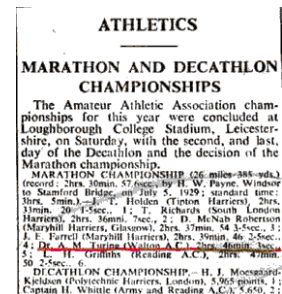 ATHLETICS
MARATHON AND DECATHLON
CHAMPIONSHIPS
The Amateur Athletic Association cham-
pionships for this year were concluded at
Loughborough College Stadium, Leicester-
shire, on Saturday, with the second, and last,
day of the Decathlon and the decision of the
Marathon championship.
MARATHON CHAMPIONSHIP (26 miles 385 yds.)
(record: 2hrs. 30min. 57.6sec., by H. W. Payne, Windsor
to Stamford Bridge, on July 5, 1929; standard time:
3hrs. 5min.).—J. T. Holden (Tipton Harriers), 2hrs.
33min. 20 1-5sec., 1; T. Richards (South London
Harriers), 2hrs. 36mni. 7sec., 2; D. McNab Robertson
(Maryhill Harriers, Glasgow), 2hrs. 37min. 54 3-5sec., 3;
J. E. Farrell (Maryhill Harriers), 2hrs. 39min. 46 2-5sec.,
4; Dr. A. M. Turing (Walton A.C.), 2hrs. 46min. 3sec.,
5; L. H. Griffiths (Reading A.C.), 2hrs. 47min.
50 2-5sec., 6.
DECATHLON CHAMPIONSHIP.—H. J. Moesgaard-
Kjeldsen (Polytechnic Harriers, London), 5,965 points, 1;
Captain H. Whittle (Army and Reading A.C.), 5,650, 2;